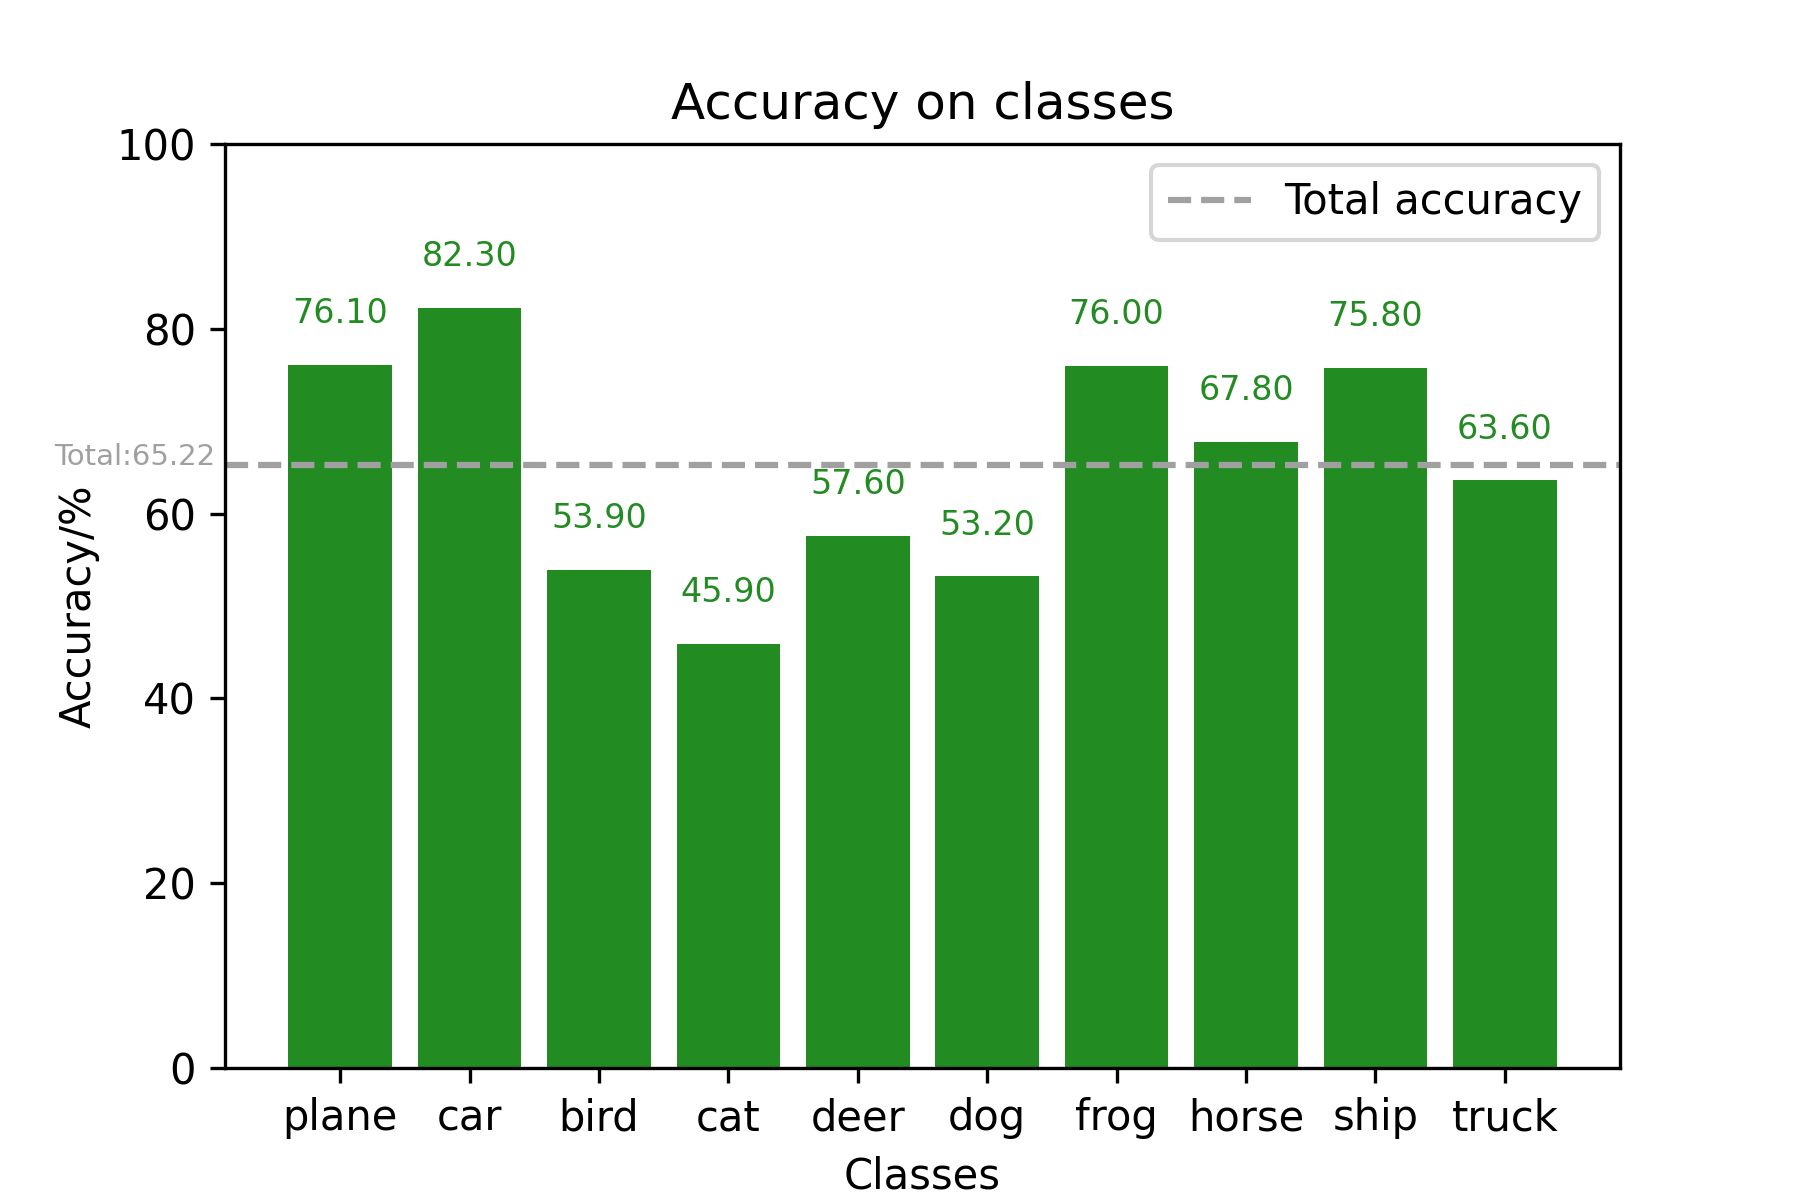 Accuracy on classes
100
Total accuracy
82.30
76.10
76.00
75.80
80
67.80
63.60
Total:65.22
57.60
53.90
53.20
60
45.90
Accuracy/%
40
20
0
plane car bird cat deer dog frog horse ship truck
Classes